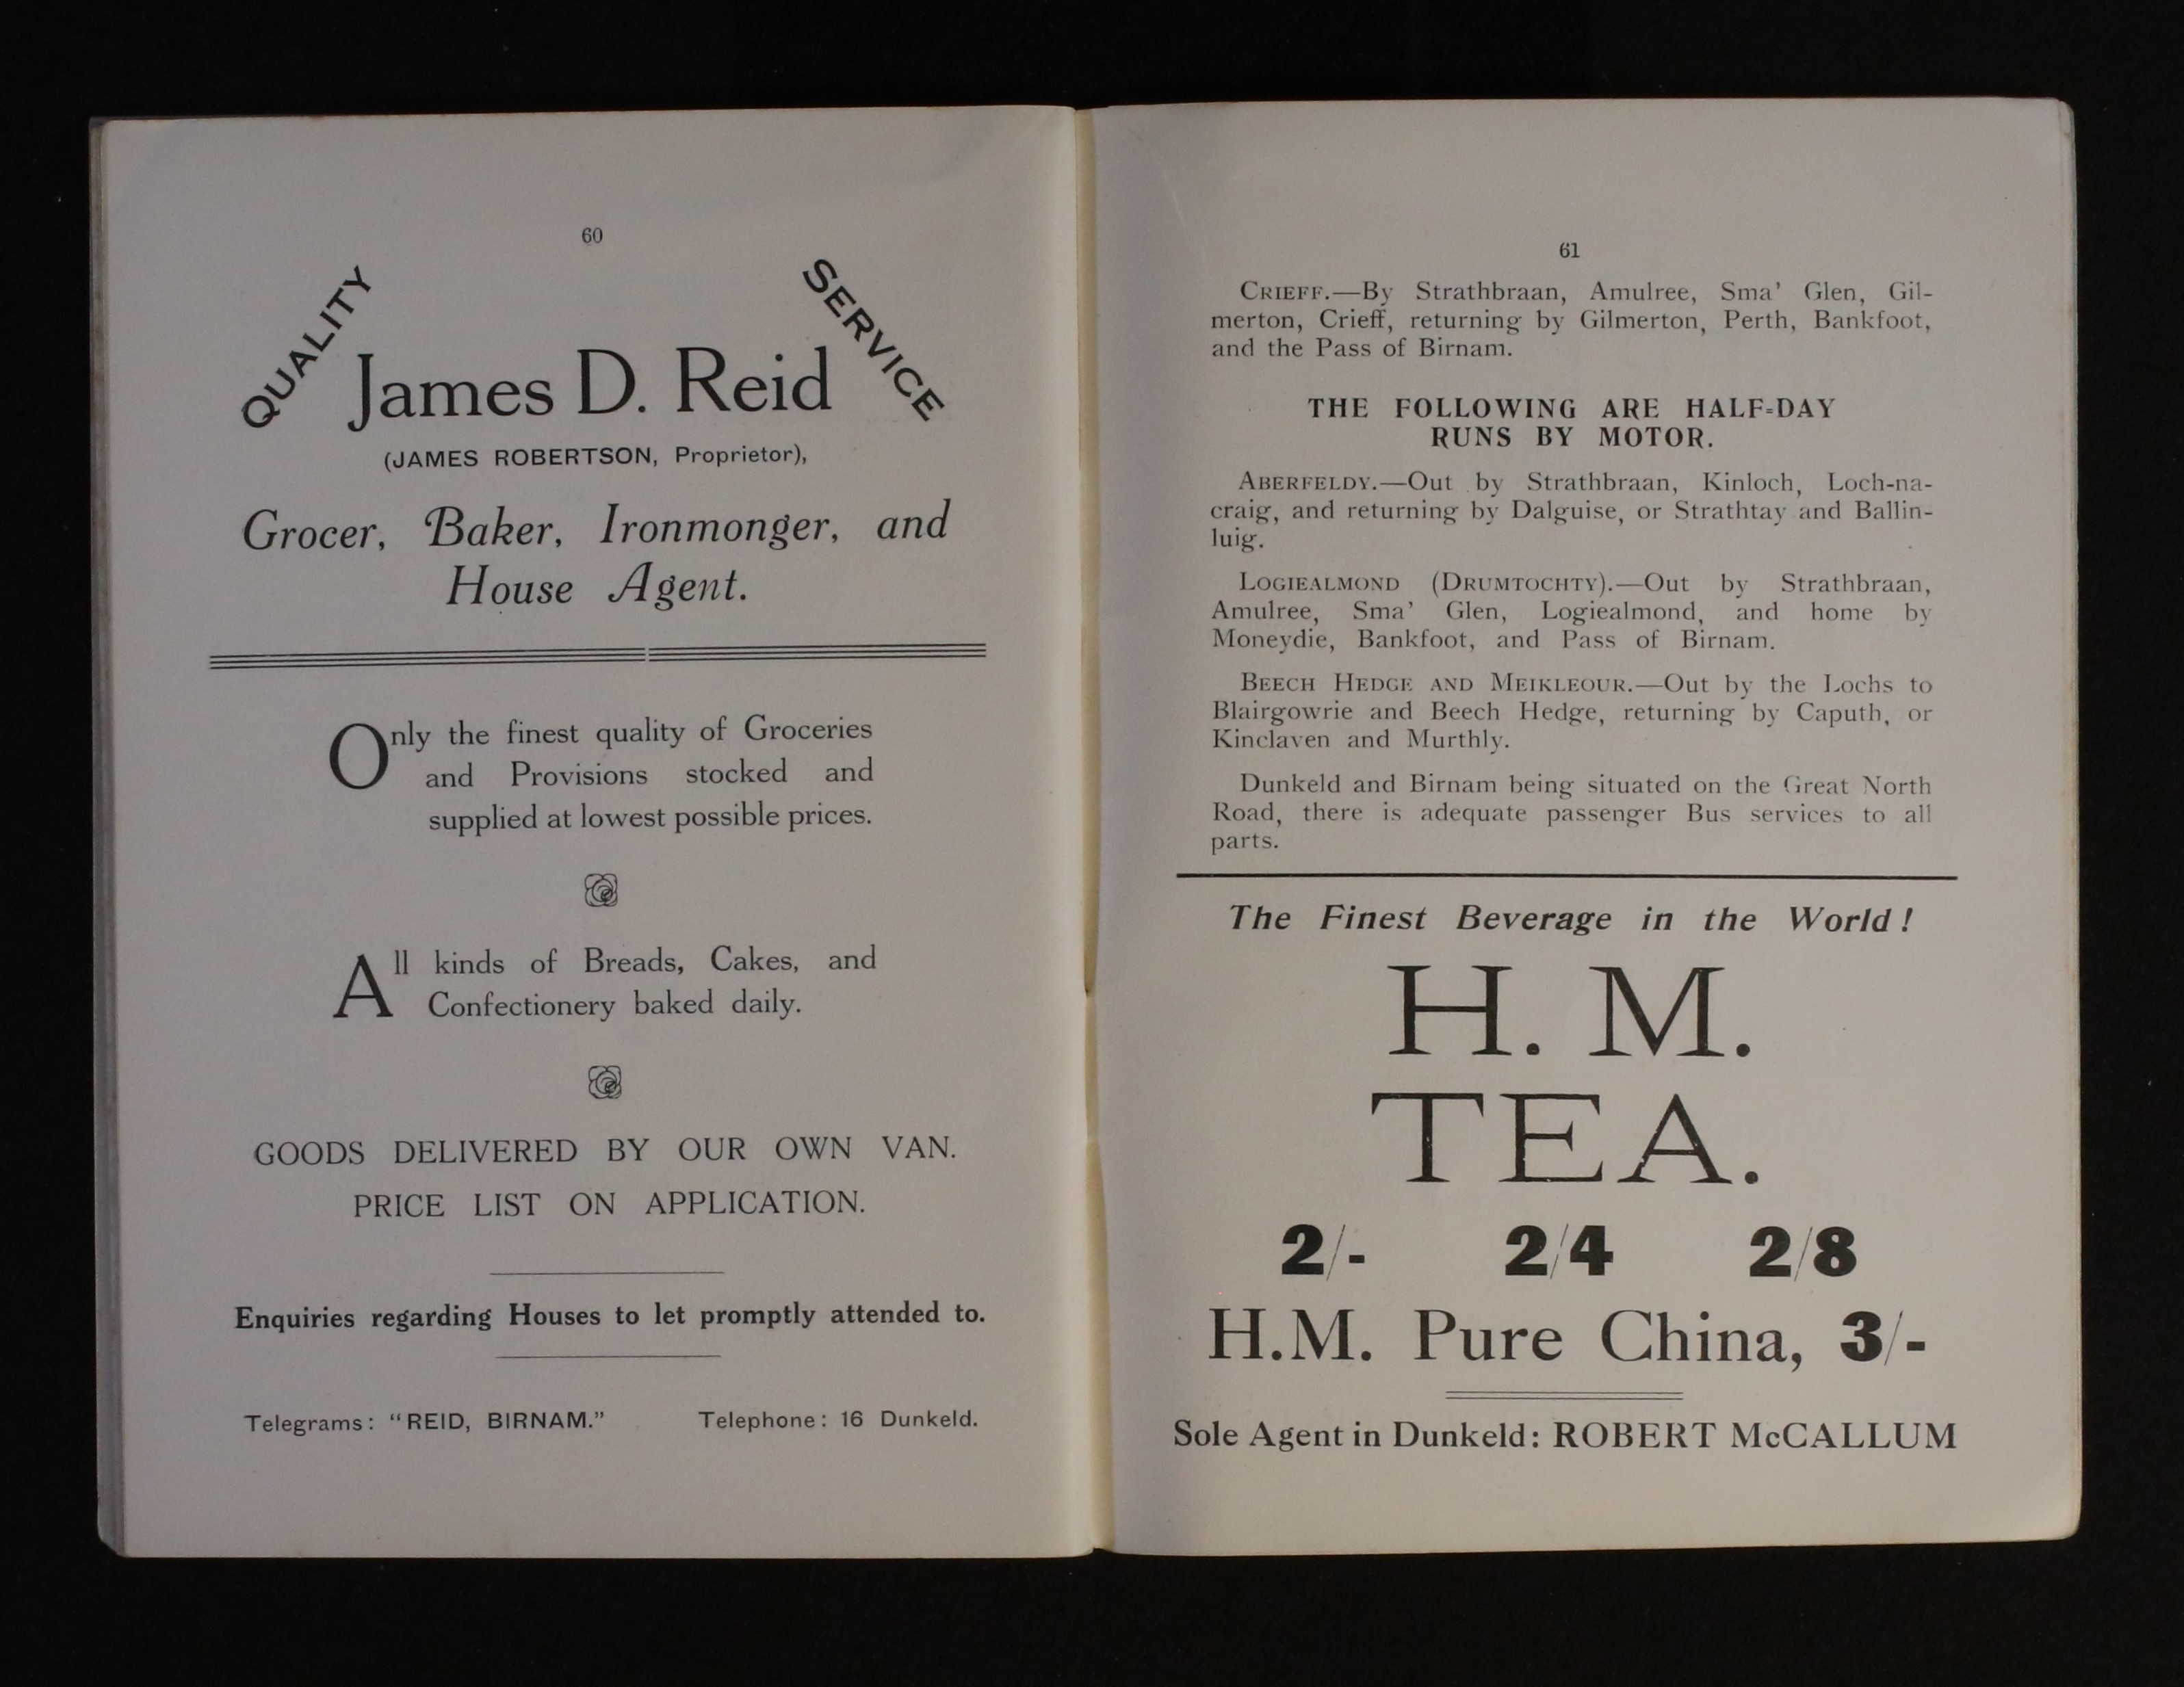 60
QUALITY
SERVICE
James D. Reid
(JAMES ROBERTSON, Proprietor),
Grocer, Baker, Ironmonger, and
House Agent.
Only the finest quality of Groceries
and Provisions stocked and
supplied at lowest possible prices.
All kinds of Breads, Cakes, and
Confectionery baked daily.
GOODS DELIVERED BY OUR OWN VAN.
PRICE LIST ON APPLICATION.
Enquiries regarding Houses to let promptly attended to.
Telegrams: "REID, BIRNAM." Telephone: 16 Dunkeld.
61
CRIEFF.—By Strathbraan, Amulree, Sma' Glen, Gil-
merton, Crieff, returning by Gilmerton, Perth, Bankfoot,
and the Pass of Birnam.
THE FOLLOWING ARE HALF-DAY
RUNS BY MOTOR.
ABERFELDY.—Out by Strathbraan, Kinloch, Loch-na-
craig, and returning by Dalguise, or Strathtay and Ballin-
luig.
LOGIEALMOND (DRUMTOCHTY).—Out by Strathbraan,
Amulree, Sma' Glen, Logiealmond, and home by
Moneydie, Bankfoot, and Pass of Birnam.
BEECH HEDGE AND MEIKLEOUR.—Out by the Lochs to
Blairgowrie and Beech Hedge, returning by Caputh, or
Kinclaven and Murthly.
Dunkeld and Birnam being situated on the Great North
Road, there is adequate passenger Bus services to all
parts.
The Finest Beverage in the World!
H. M.
TEA.
2/- 2/4 2/8
H.M. Pure China, 3/-
Sole Agent in Dunkeld: ROBERT McCALLUM